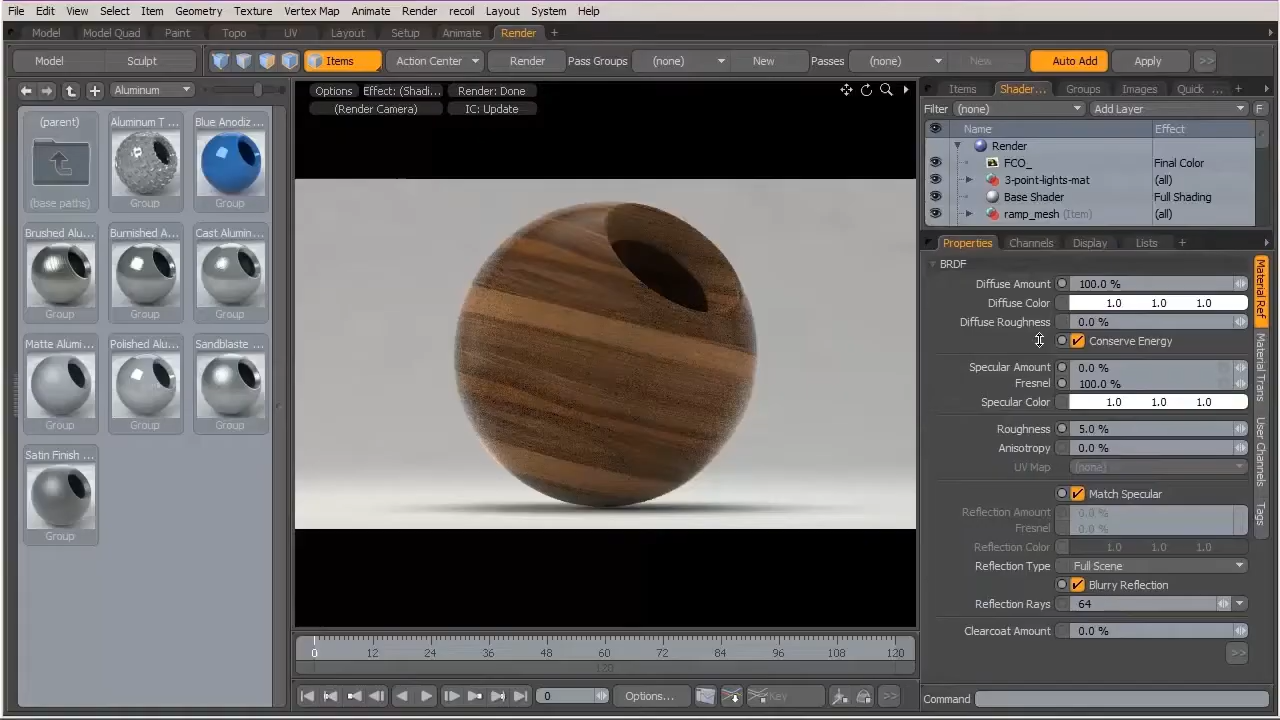 File Edit View Select Item Geometry Texture Vertex Map Animate Render recoil Layout System Help
Model Model Quad Paint Topo UV Layout Setup Animate Render +
Model Sculpt Items Action Center Render Pass Groups (none) New Passes (none) New Auto Add Apply >>
Aluminum
(parent)
(base paths)
Aluminum T ...
Group
Blue Anodiz ...
Group
Brushed Alu...
Group
Burnished A...
Group
Cast Alumin...
Group
Matte Alumi...
Group
Polished Alu...
Group
Sandblaste ...
Group
Satin Finish ...
Group
Options Effect: (Shadi... Render: Done
(Render Camera) IC: Update
0 12 24 36 48 60 72 84 96 108 120
120
0 Options... Key >>
Items Shader... Groups Images Quick ... +
Filter (none) Add Layer F
Name Effect
Render
FCO_ Final Color
3-point-lights-mat (all)
Base Shader Full Shading
ramp_mesh (Item) (all)
Properties Channels Display Lists +
BRDF
Diffuse Amount 100.0 %
Diffuse Color 1.0 1.0 1.0
Diffuse Roughness 0.0 %
Conserve Energy
Specular Amount 0.0 %
Fresnel 100.0 %
Specular Color 1.0 1.0 1.0
Roughness 5.0 %
Anisotropy 0.0 %
UV Map (none)
Match Specular
Reflection Amount 0.0 %
Fresnel 0.0 %
Reflection Color 1.0 1.0 1.0
Reflection Type Full Scene
Blurry Reflection
Reflection Rays 64
Clearcoat Amount 0.0 %
>>
Material Ref
Material Trans
User Channels
Tags
Command